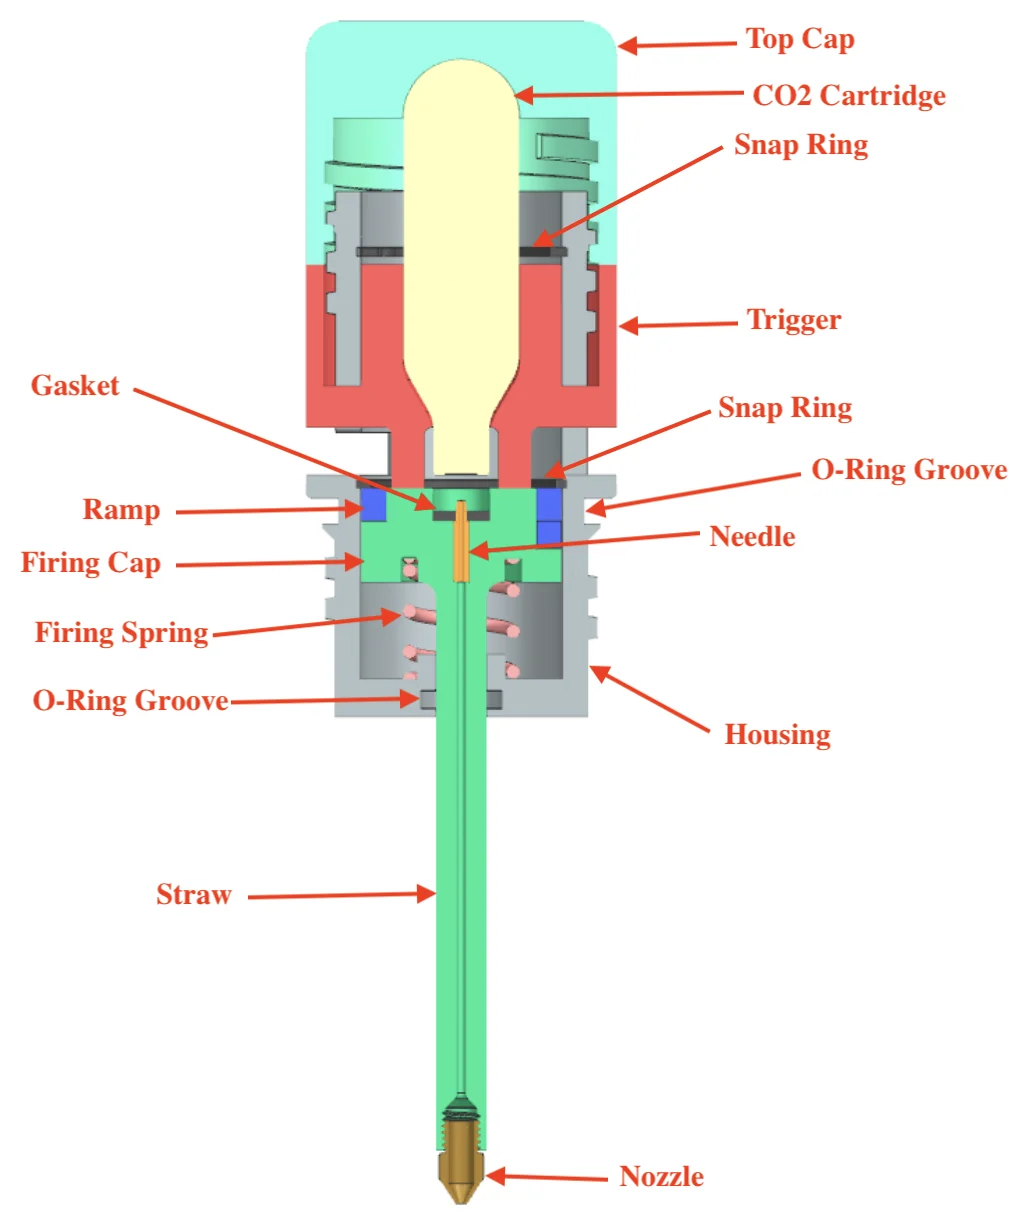 Top Cap
CO2 Cartridge
Snap Ring
Trigger
Gasket
Snap Ring
O-Ring Groove
Ramp
Needle
Firing Cap
Firing Spring
O-Ring Groove
Housing
Straw
Nozzle